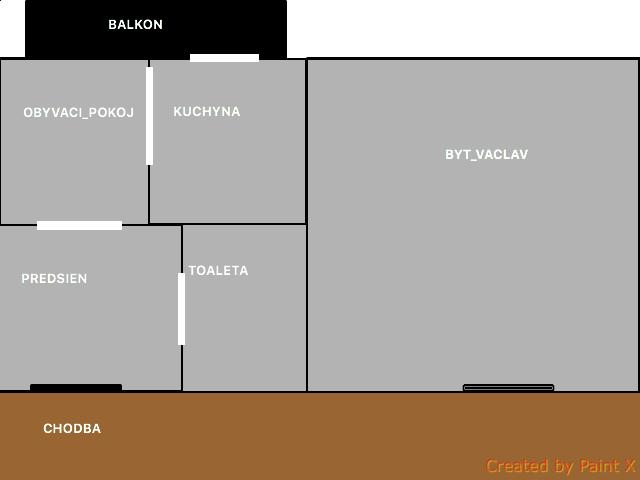 BALKON
OBYVACI_POKOJ
KUCHYNA
BYT_VACLAV
PREDSIEN
TOALETA
CHODBA
Created by Paint X